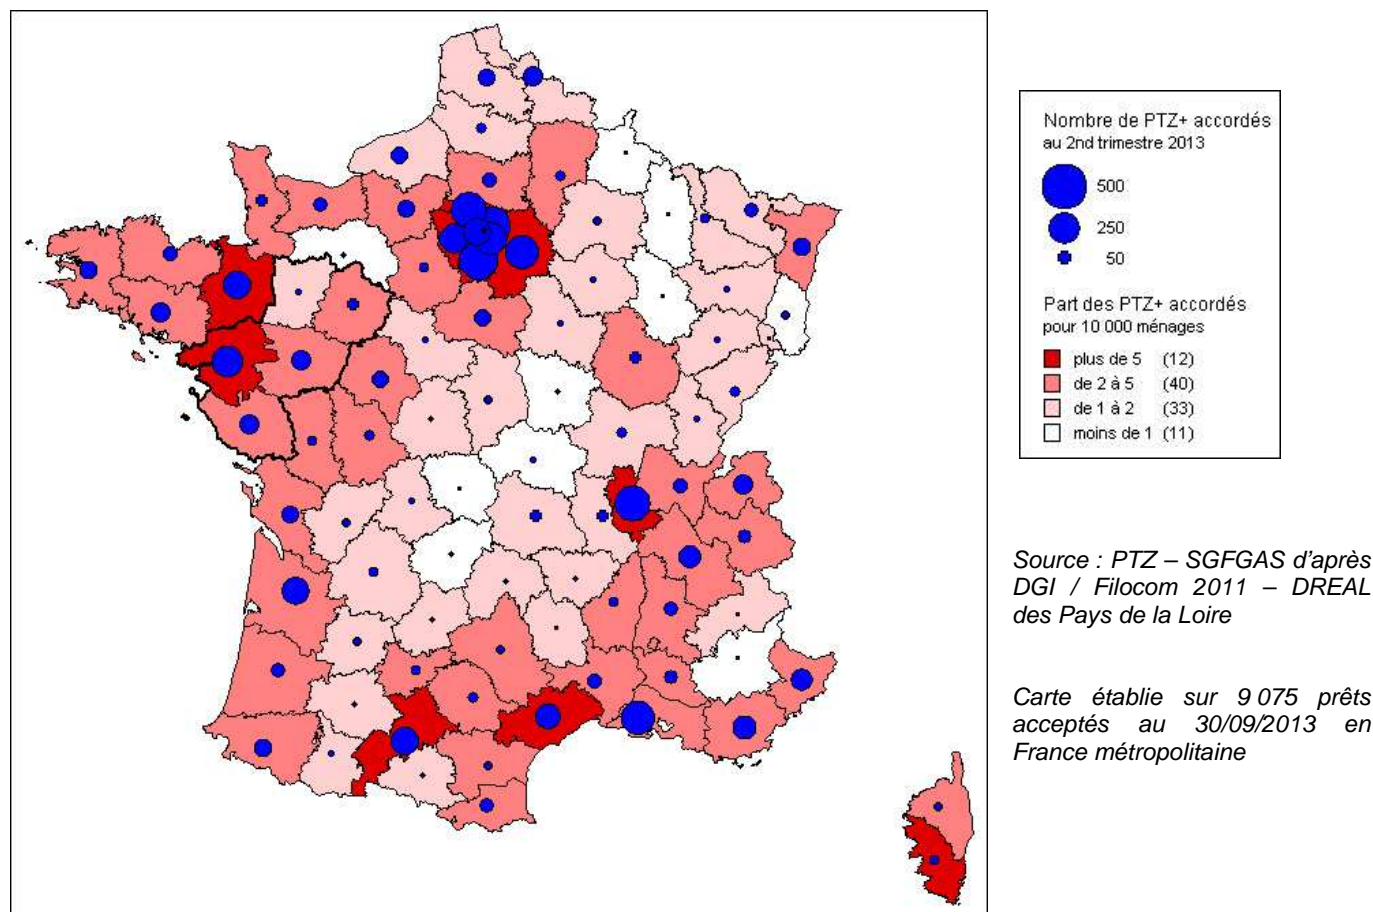 Nombre de PTZ+ accordés
au 2nd trimestre 2013
500
250
50
Part des PTZ+ accordés
pour 10 000 ménages
plus de 5 (12)
de 2 à 5 (40)
de 1 à 2 (33)
moins de 1 (11)
Source : PTZ – SGFGAS d'après
DGI / Filocom 2011 – DREAL
des Pays de la Loire
Carte établie sur 9 075 prêts
acceptés au 30/09/2013 en
France métropolitaine